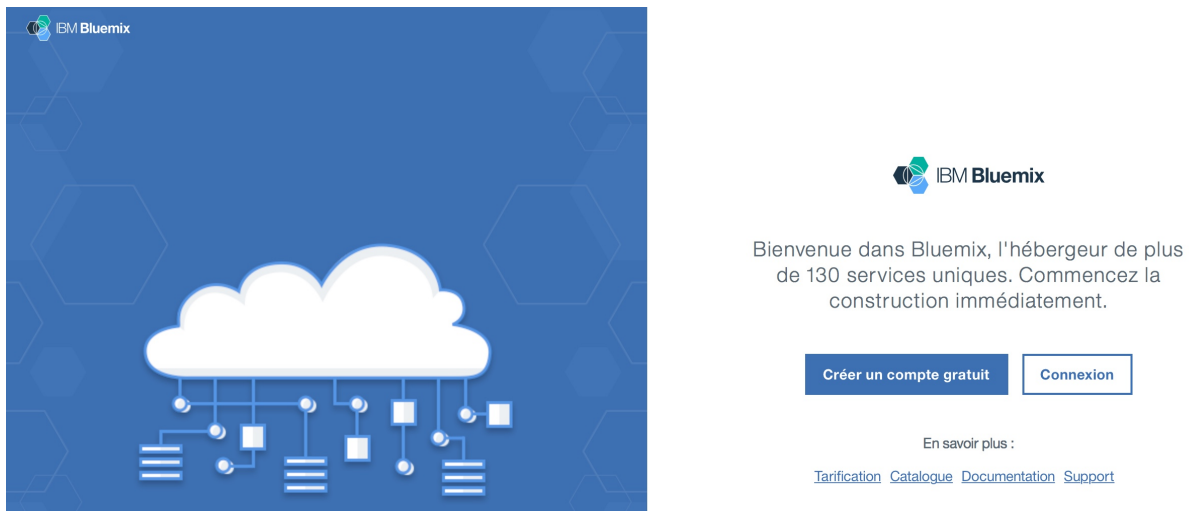 IBM Bluemix
IBM Bluemix
Bienvenue dans Bluemix, l'hébergeur de plus
de 130 services uniques. Commencez la
construction immédiatement.
Créer un compte gratuit Connexion
En savoir plus :
Tarification Catalogue Documentation Support